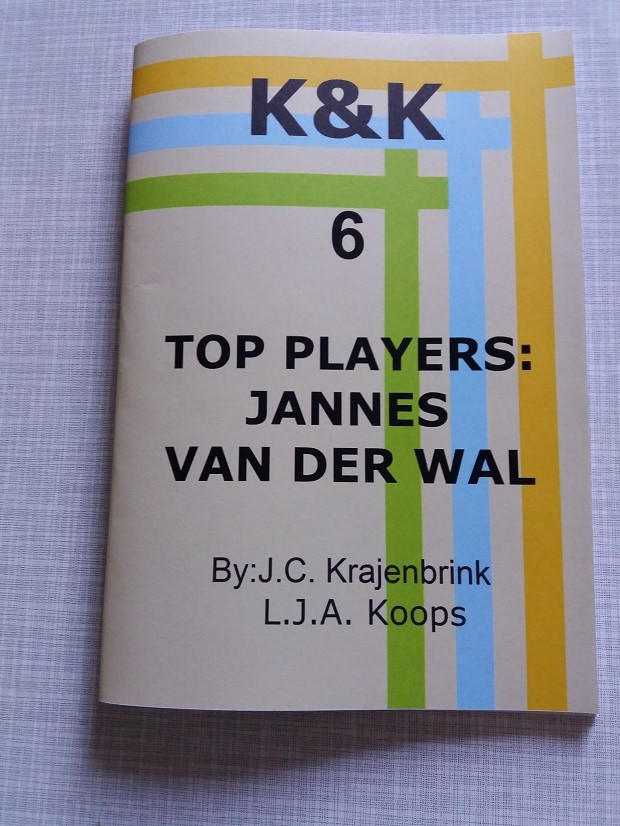 K&K
6
TOP PLAYERS:
JANNES
VAN DER WAL
By:J.C. Krajenbrink
L.J.A. Koops